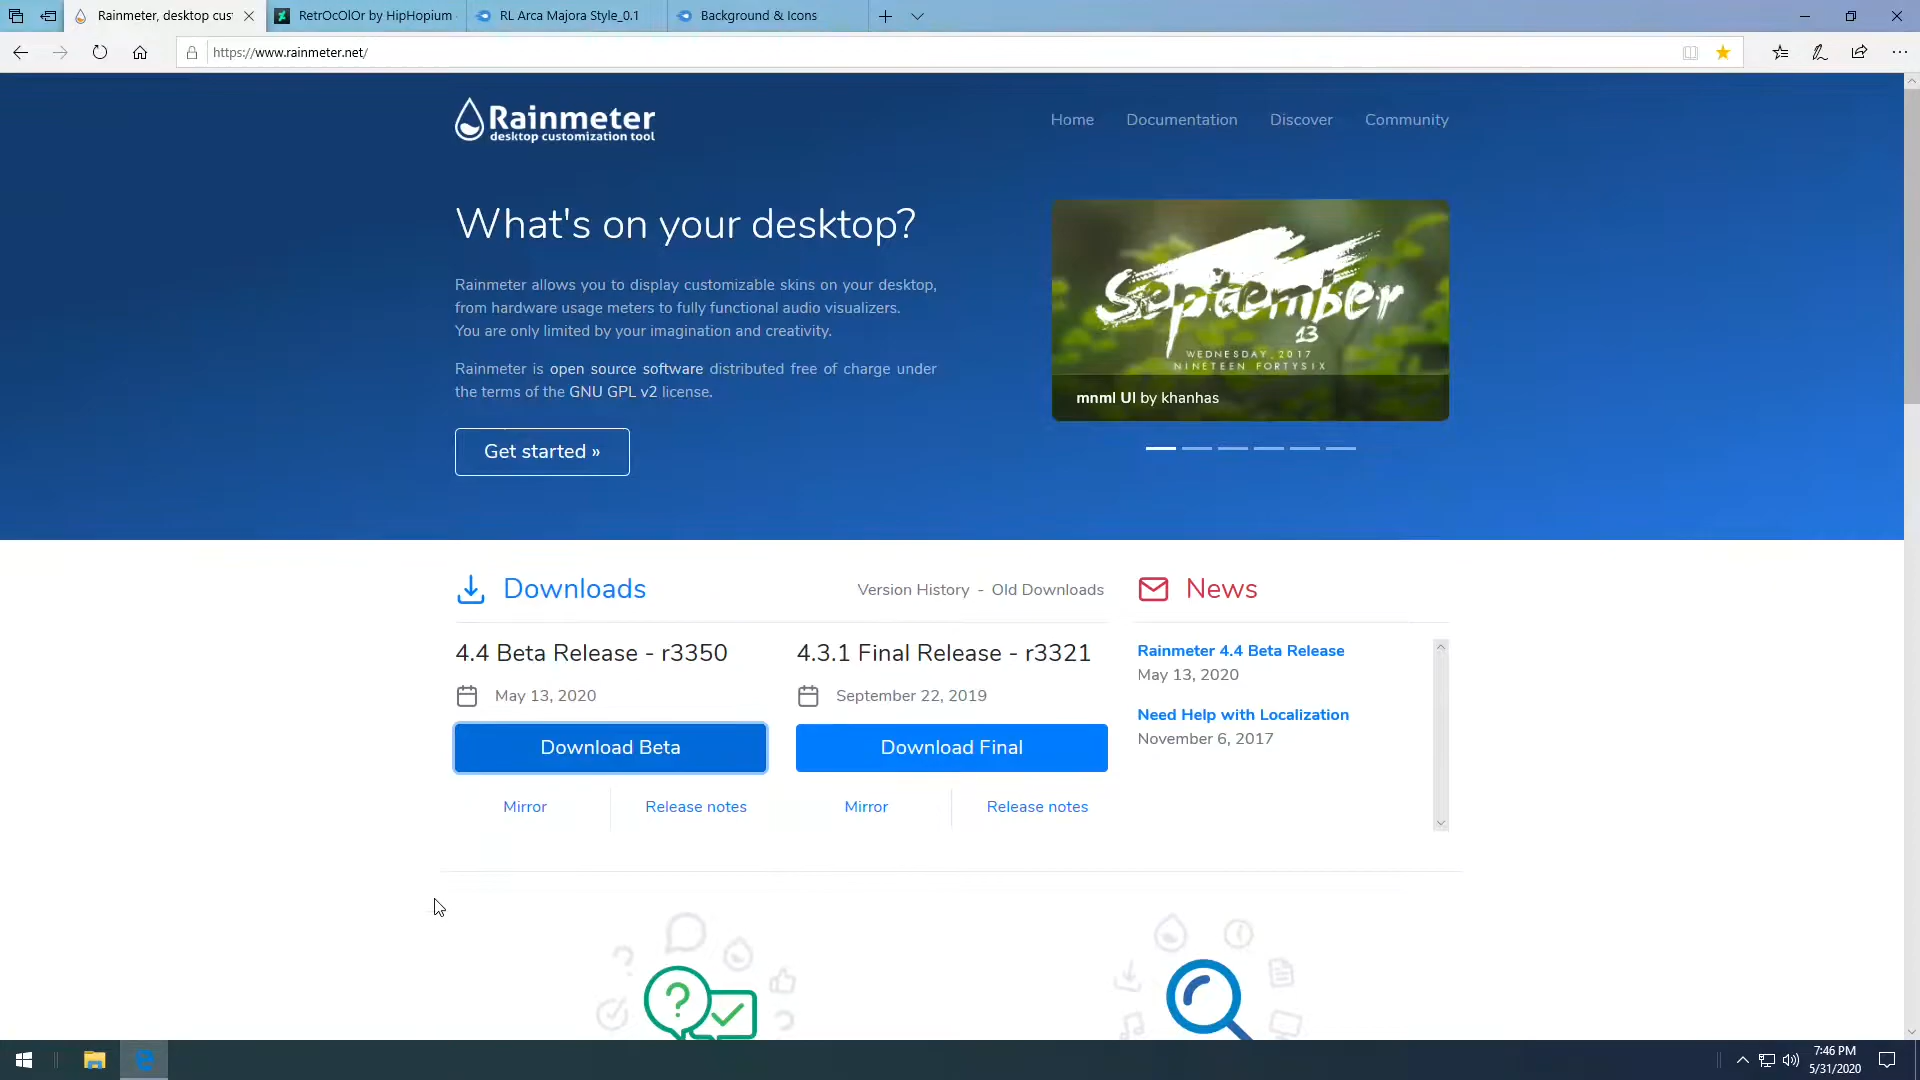 Rainmeter, desktop cus
RetrOcOlOr by HipHopium
RL Arca Majora Style_0.1
Background & Icons
https://www.rainmeter.net/
Rainmeter
desktop customization tool
Home
Documentation
Discover
Community
What's on your desktop?
Rainmeter allows you to display customizable skins on your desktop,
from hardware usage meters to fully functional audio visualizers.
You are only limited by your imagination and creativity.
Rainmeter is open source software distributed free of charge under
the terms of the GNU GPL v2 license.
Get started »
September
13
WEDNESDAY, 2017
NINETEEN FORTYSIX
mnml UI by khanhas
Downloads
Version History - Old Downloads
4.4 Beta Release - r3350
May 13, 2020
Download Beta
Mirror
Release notes
4.3.1 Final Release - r3321
September 22, 2019
Download Final
Mirror
Release notes
News
Rainmeter 4.4 Beta Release
May 13, 2020
Need Help with Localization
November 6, 2017
7:46 PM
5/31/2020